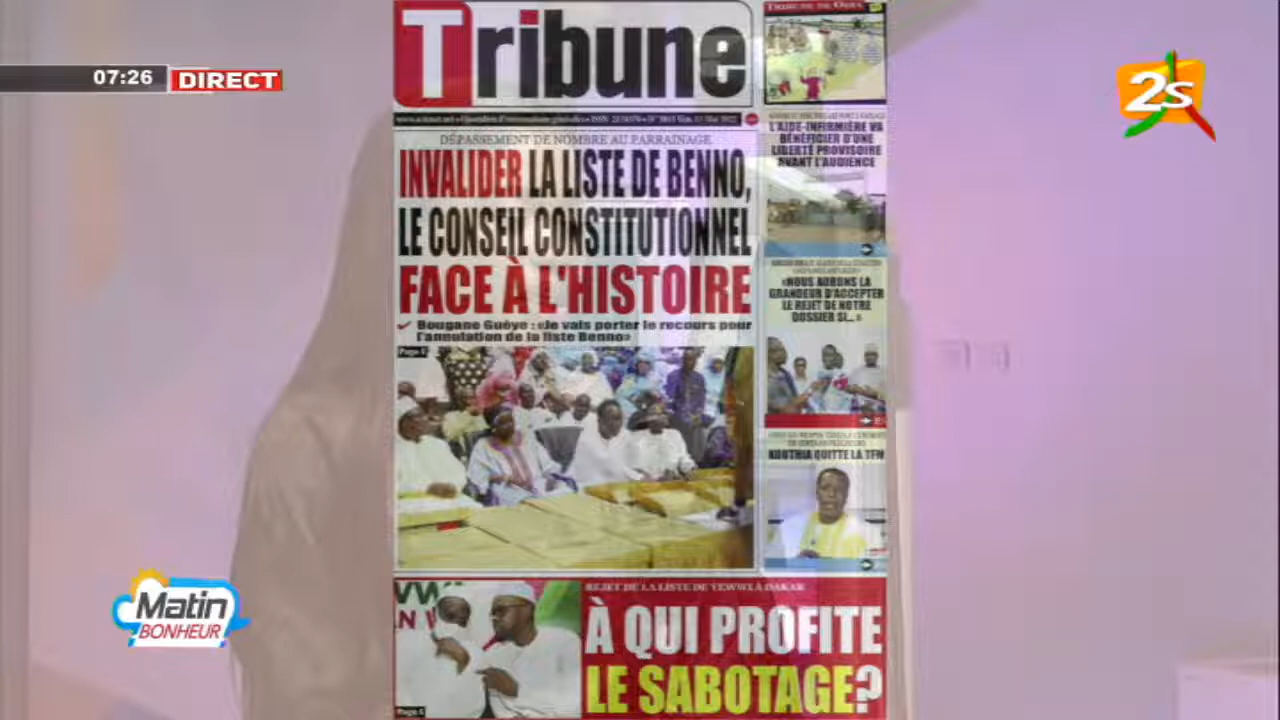 07:26 DIRECT
2s
Tribune
DÉPASSEMENT DE NOMBRE AU PARRAINAGE
INVALIDER LA LISTE DE BENNO,
LE CONSEIL CONSTITUTIONNEL
FACE À L'HISTOIRE
Bougane Guèye : «Je vais porter le recours pour
l'annulation de la liste Benno»
L'AIDE-INFIRMIÈRE VA
BÉNÉFICIER D'UNE
LIBERTÉ PROVISOIRE
AVANT L'AUDIENCE
«NOUS AURONS LA
GRANDEUR D'ACCEPTER
LE REJET DE NOTRE
DOSSIER SI... »
KOUTHIA QUITTE LA TFM
REJET DE LA LISTE DE YEWWI À DAKAR
À QUI PROFITE
LE SABOTAGE?
Matin
BONHEUR